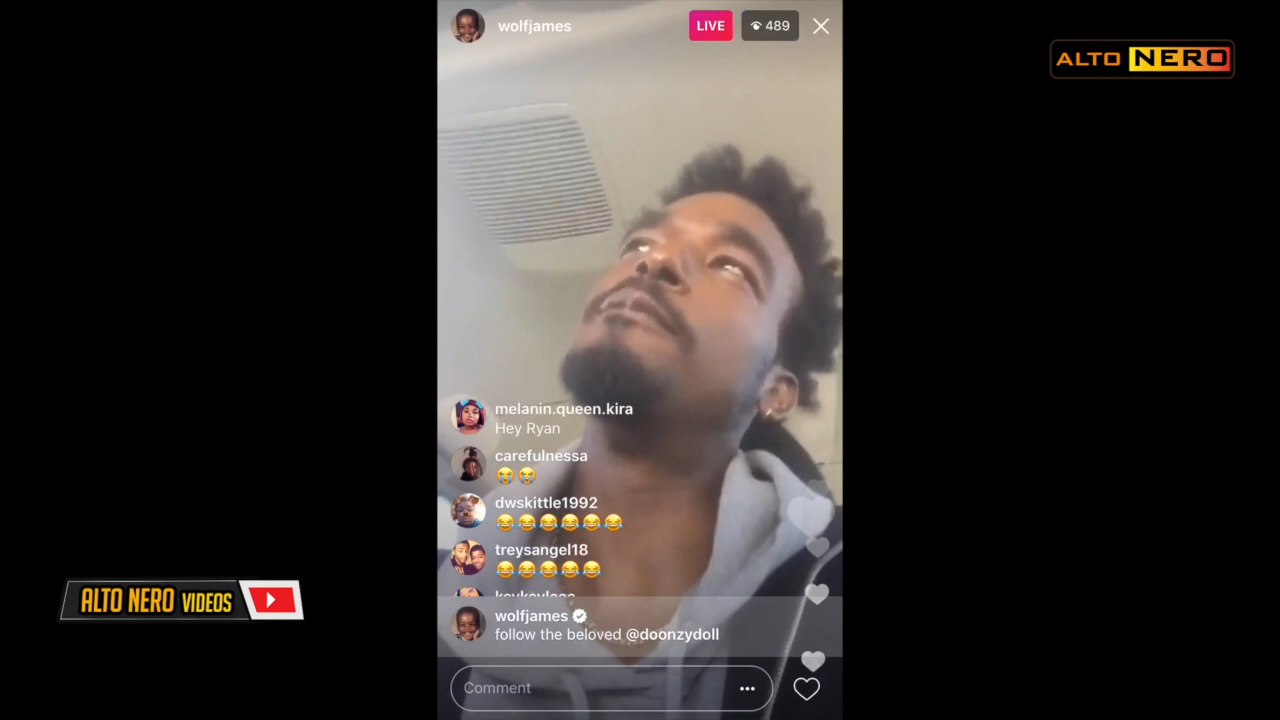 wolfjames
LIVE
489
ALTO NERO
melanin.queen.kira
Hey Ryan
carefulnessa
😭😭
dwskittle1992
😂😂😂😂😂😂
treysangel18
😂😂😂😂😂
wolfjames
follow the beloved @doonzydoll
ALTO NERO VIDEOS
Comment